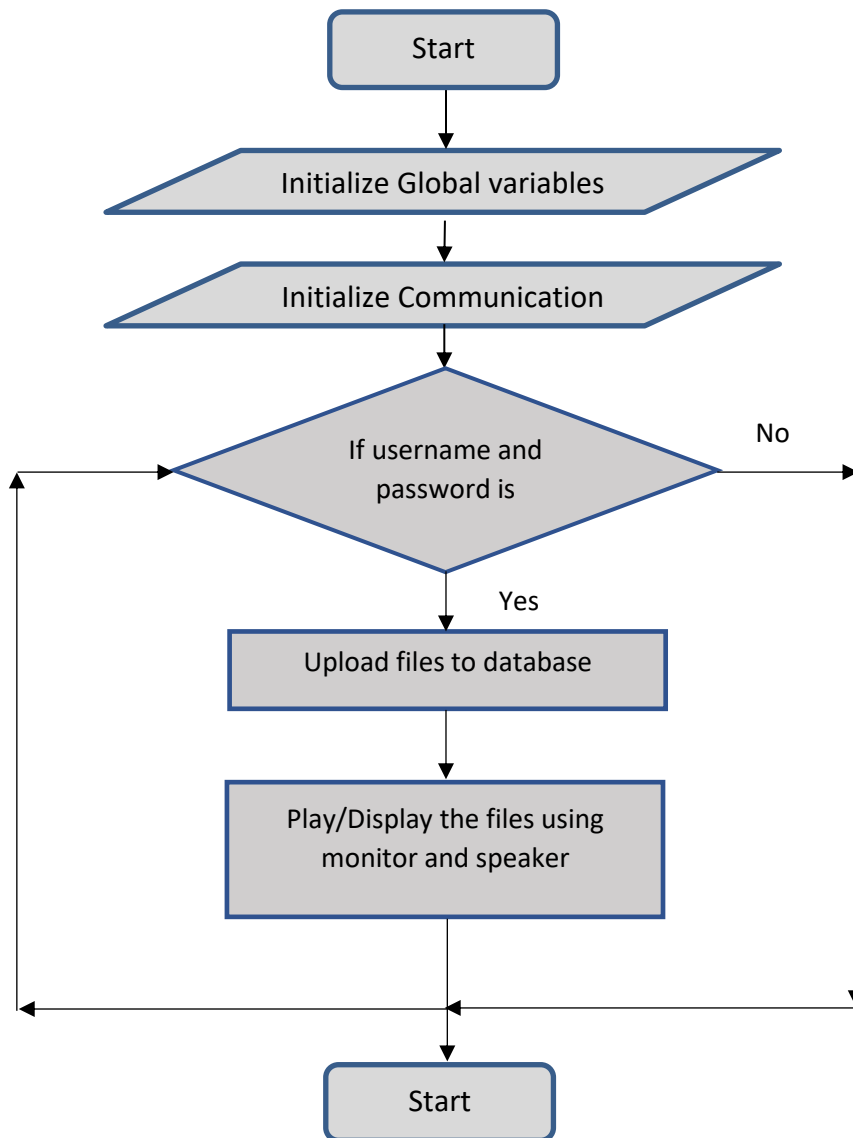 Start
Initialize Global variables
Initialize Communication
If username and
password is
No
Yes
Upload files to database
Play/Display the files using
monitor and speaker
Start